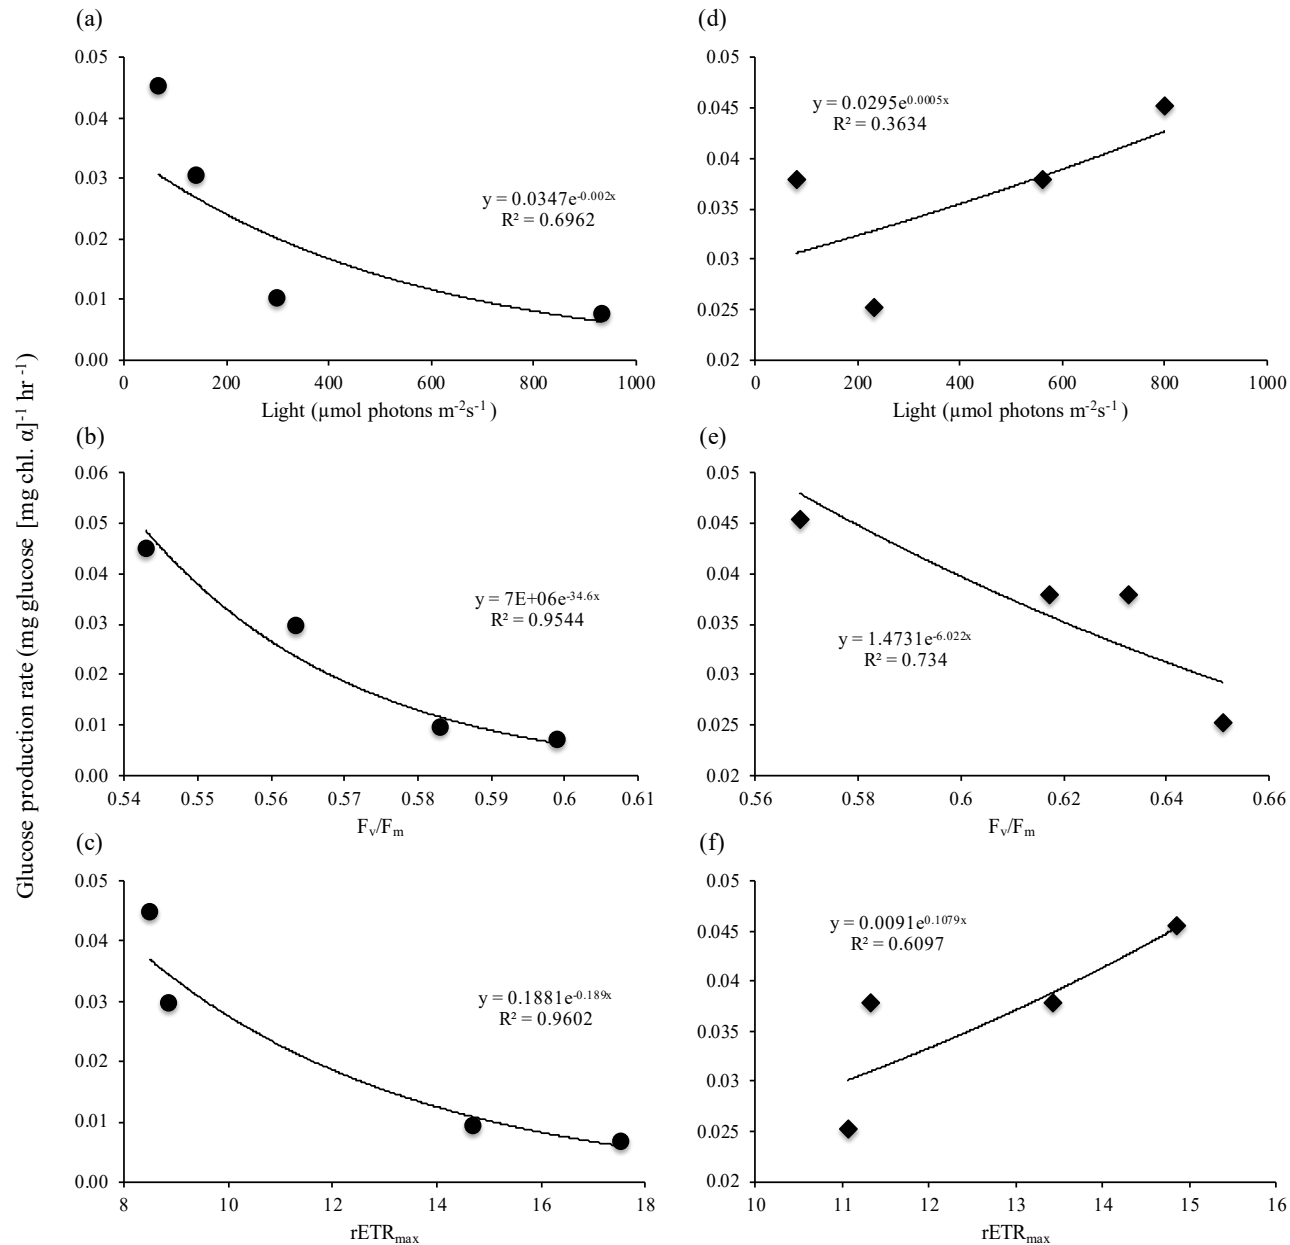 Glucose production rate (mg glucose [mg chl. α]⁻¹ hr⁻¹)
(a)
0.05
0.04
0.03
0.02
0.01
0.00
y = 0.0347e^-0.002x
R² = 0.6962
0 200 400 600 800 1000
Light (µmol photons m⁻²s⁻¹ )
(b)
0.06
0.05
0.04
0.03
0.02
0.01
0.00
y = 7E+06e^-34.6x
R² = 0.9544
0.54 0.55 0.56 0.57 0.58 0.59 0.6 0.61
Fᵥ/Fₘ
(c)
0.05
0.04
0.03
0.02
0.01
0.00
y = 0.1881e^-0.189x
R² = 0.9602
8 10 12 14 16 18
rETRₘₐₓ
(d)
0.05
0.045
0.04
0.035
0.03
0.025
0.02
y = 0.0295e^0.0005x
R² = 0.3634
0 200 400 600 800 1000
Light (µmol photons m⁻²s⁻¹ )
(e)
0.05
0.045
0.04
0.035
0.03
0.025
0.02
y = 1.4731e^-6.022x
R² = 0.734
0.56 0.58 0.6 0.62 0.64 0.66
Fᵥ/Fₘ
(f)
0.05
0.045
0.04
0.035
0.03
0.025
0.02
y = 0.0091e^0.1079x
R² = 0.6097
10 11 12 13 14 15 16
rETRₘₐₓ